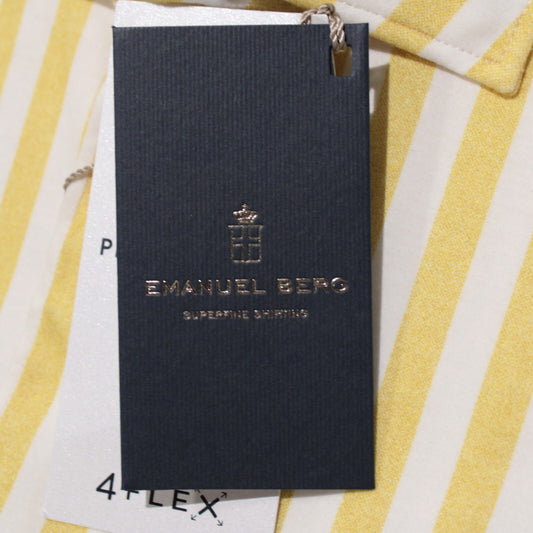 P
EMANUEL BERG
SUPERFINE SHIRTING
4FLEX